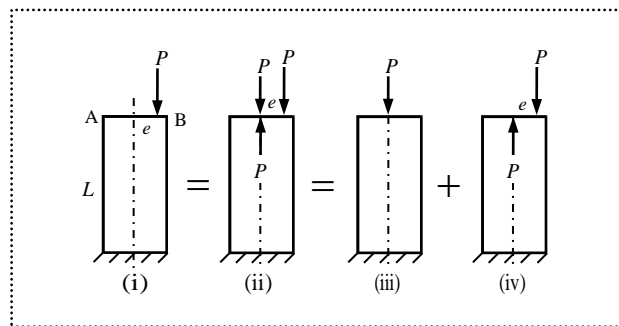 P P P P P
A e B e e
L = P = + P
(i) (ii) (iii) (iv)